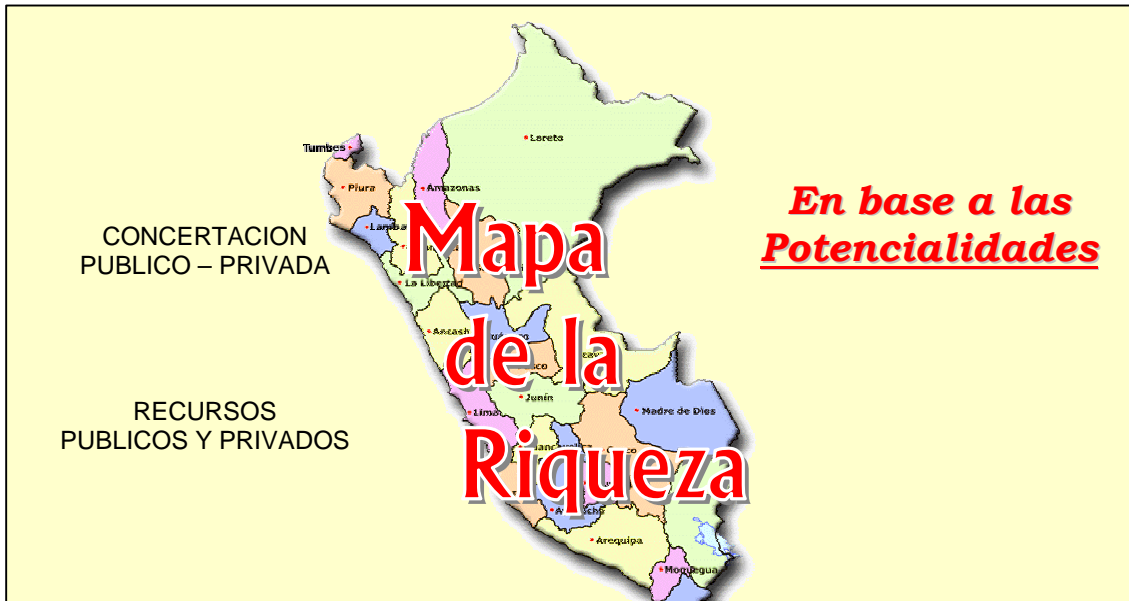 Loreto
Tumbes
Piura
Amazonas
CONCERTACION
PUBLICO – PRIVADA
En base a las
Potencialidades
Mapa
de la
Riqueza
La Libertad
Ancash
Junín
Lima
Madre de Dios
RECURSOS
PUBLICOS Y PRIVADOS
Arequipa
Moquegua